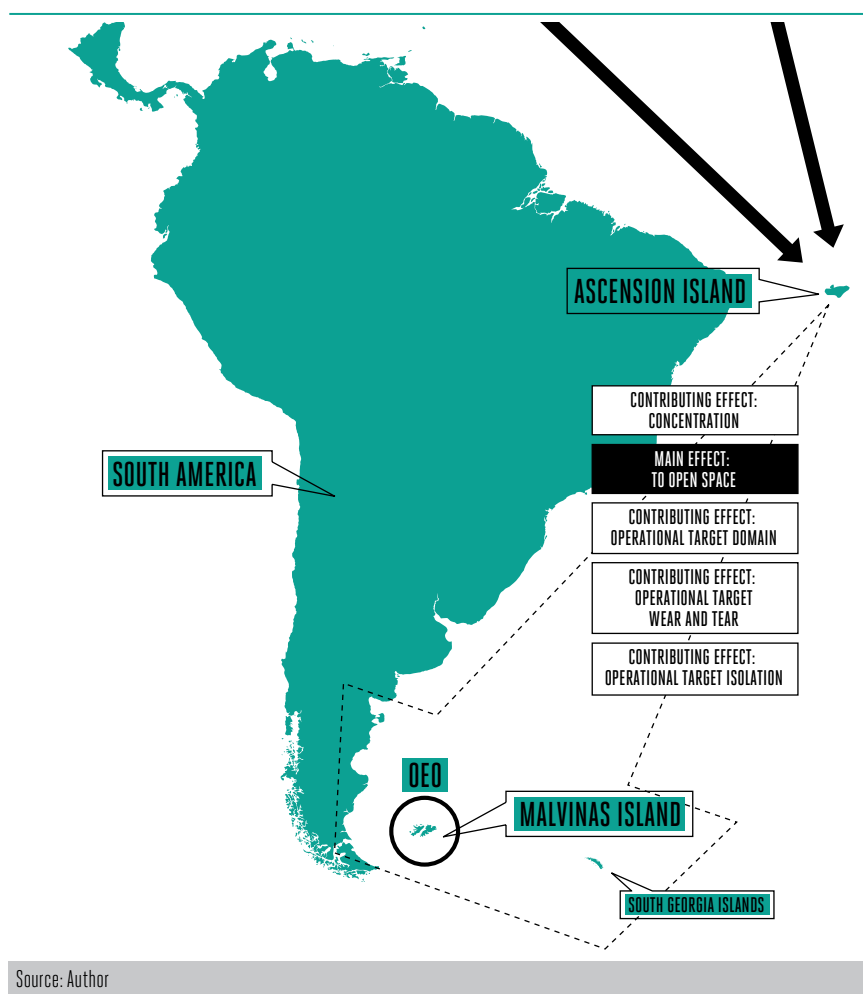 ASCENSION ISLAND
CONTRIBUTING EFFECT:
CONCENTRATION
MAIN EFFECT:
TO OPEN SPACE
SOUTH AMERICA
CONTRIBUTING EFFECT:
OPERATIONAL TARGET DOMAIN
CONTRIBUTING EFFECT:
OPERATIONAL TARGET
WEAR AND TEAR
CONTRIBUTING EFFECT:
OPERATIONAL TARGET ISOLATION
OEO
MALVINAS ISLAND
SOUTH GEORGIA ISLANDS
Source: Author